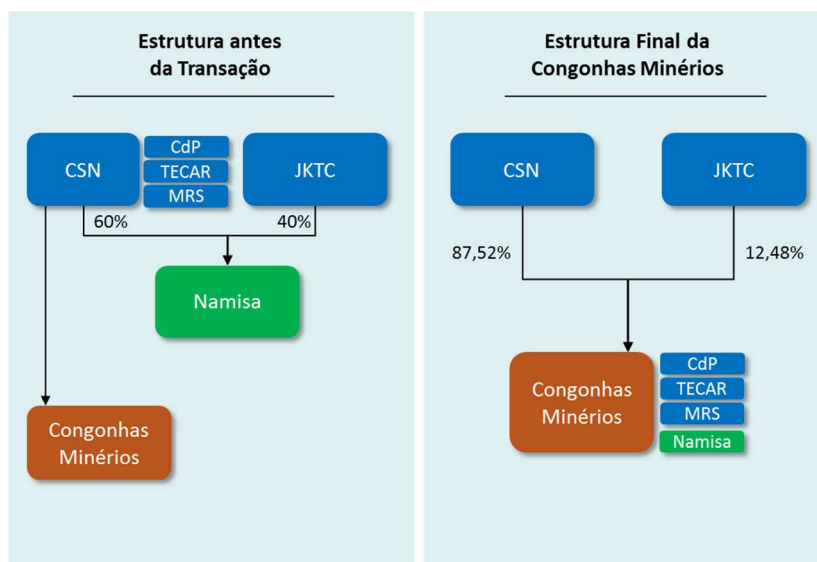 Estrutura antes
da Transação
CSN
CdP
TECAR
MRS
JKTC
60%
40%
Namisa
Congonhas
Minérios
Estrutura Final da
Congonhas Minérios
CSN
JKTC
87,52%
12,48%
Congonhas
Minérios
CdP
TECAR
MRS
Namisa